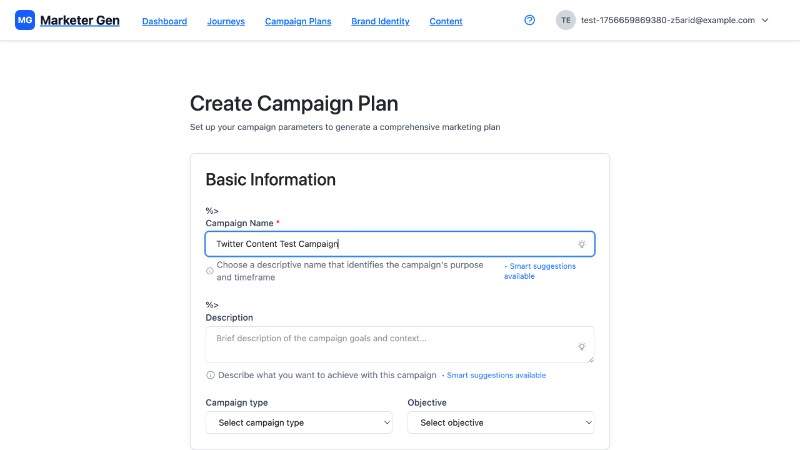 MG Marketer Gen Dashboard Journeys Campaign Plans Brand Identity Content TE test-1756659869380-z5arid@example.com
Create Campaign Plan
Set up your campaign parameters to generate a comprehensive marketing plan
Basic Information
%>
Campaign Name *
Twitter Content Test Campaign
Choose a descriptive name that identifies the campaign's purpose
and timeframe
• Smart suggestions
available
%>
Description
Brief description of the campaign goals and context...
Describe what you want to achieve with this campaign • Smart suggestions available
Campaign type Objective
Select campaign type Select objective